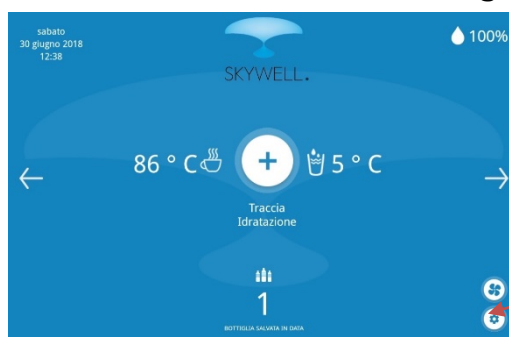 sabato
30 giugno 2018
12:38
SKYWELL.
100%
86 ° C
5 ° C
Traccia
Idratazione
1
BOTTIGLIA SALVATA IN DATA